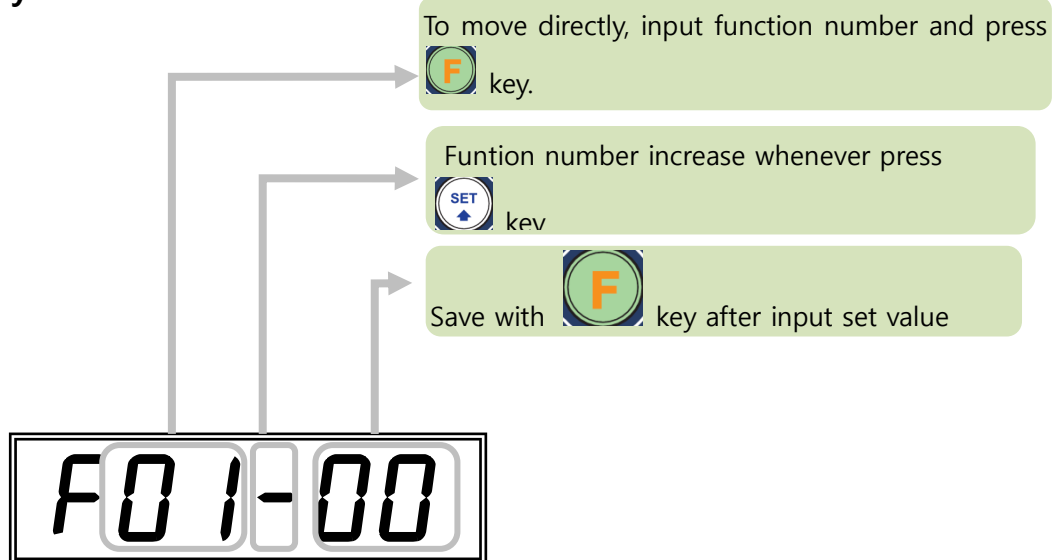 y
To move directly, input function number and press
F key.
Funtion number increase whenever press
SET
key
Save with F key after input set value
F01-00